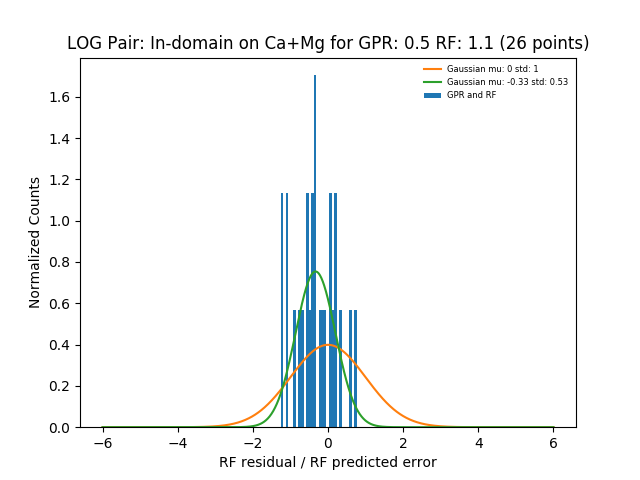 LOG Pair: In-domain on Ca+Mg for GPR: 0.5 RF: 1.1 (26 points)
Gaussian mu: 0 std: 1
Gaussian mu: -0.33 std: 0.53
GPR and RF
Normalized Counts
1.6
1.4
1.2
1.0
0.8
0.6
0.4
0.2
0.0
−6 −4 −2 0 2 4 6
RF residual / RF predicted error